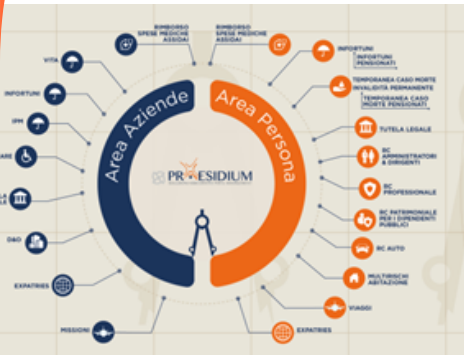 RIMBORSO
SPESE MEDICHE
ASSIDAI
VITA
INFORTUNI
IPM
D&O
EXPATRIES
MISSIONI
Area Aziende
PRAESIDIUM
Area Persona
RIMBORSO
SPESE MEDICHE
ASSIDAI
INFORTUNI
INFORTUNI
PENSIONATI
TEMPORANEA CASO MORTE
INVALIDITÀ PERMANENTE
TEMPORANEA CASO
MORTE PENSIONATI
TUTELA LEGALE
RC
AMMINISTRATORI
& DIRIGENTI
RC
PROFESSIONALE
RC PATRIMONIALE
PER I DIPENDENTI
PUBBLICI
RC AUTO
MULTIRISCHI
ABITAZIONE
VIAGGI
EXPATRIES